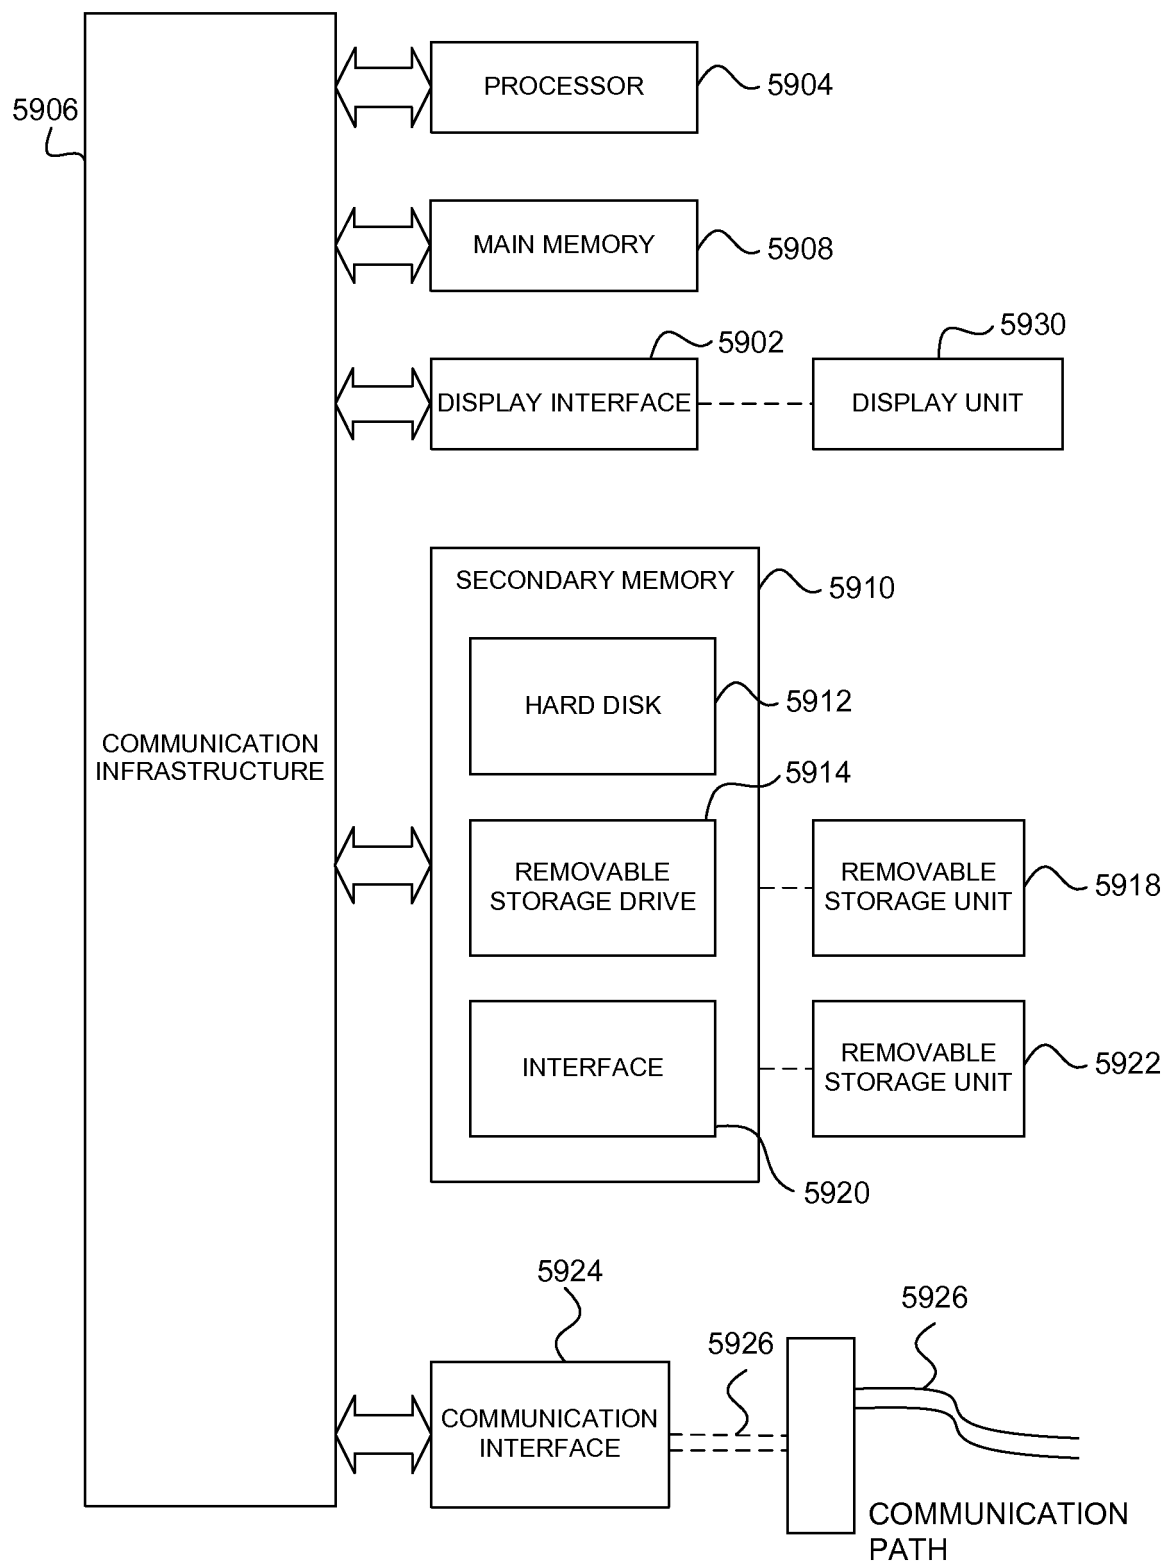 PROCESSOR
5904
5906
MAIN MEMORY
5908
5902
5930
DISPLAY INTERFACE
DISPLAY UNIT
SECONDARY MEMORY
5910
HARD DISK
5912
COMMUNICATION
INFRASTRUCTURE
5914
REMOVABLE
STORAGE DRIVE
REMOVABLE
STORAGE UNIT
5918
INTERFACE
REMOVABLE
STORAGE UNIT
5922
5920
5924
5926
5926
COMMUNICATION
INTERFACE
COMMUNICATION
PATH